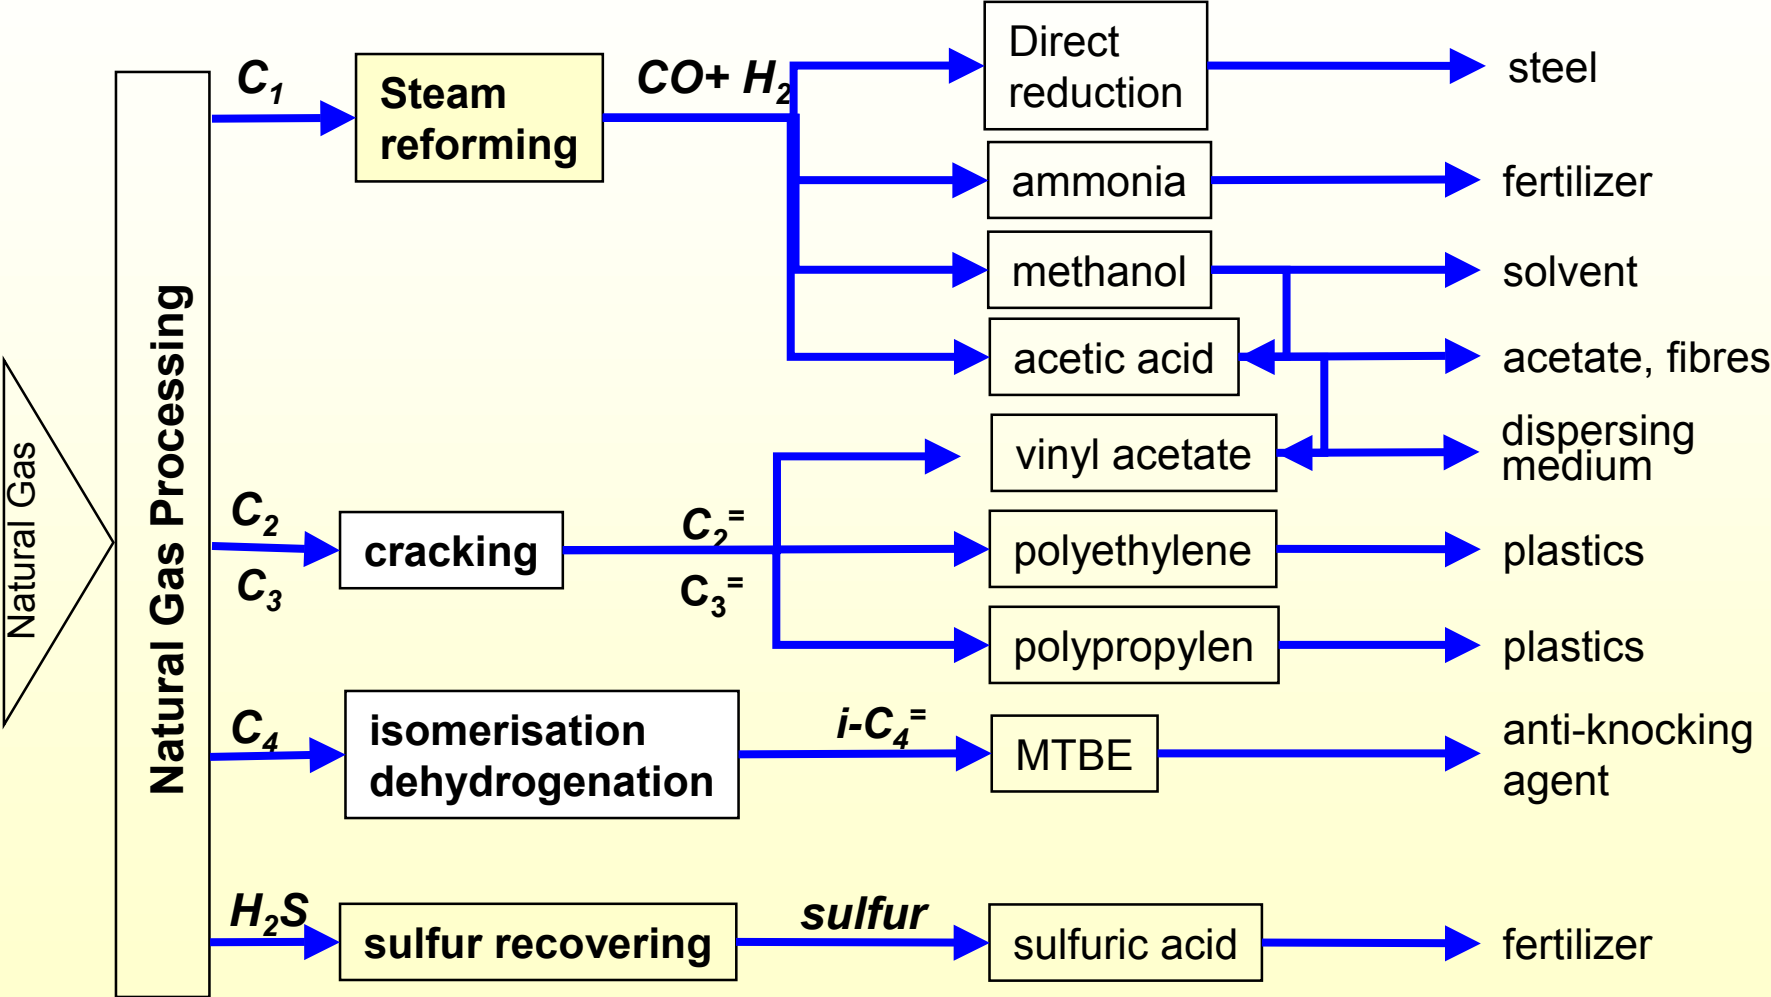 Natural Gas
Natural Gas Processing
C₁
Steam
reforming
CO+ H₂
Direct
reduction
steel
ammonia
fertilizer
methanol
solvent
acetic acid
acetate, fibres
vinyl acetate
dispersing
medium
C₂
C₃
cracking
C₂⁼
C₃⁼
polyethylene
plastics
polypropylen
plastics
C₄
isomerisation
dehydrogenation
i-C₄⁼
MTBE
anti-knocking
agent
H₂S
sulfur recovering
sulfur
sulfuric acid
fertilizer